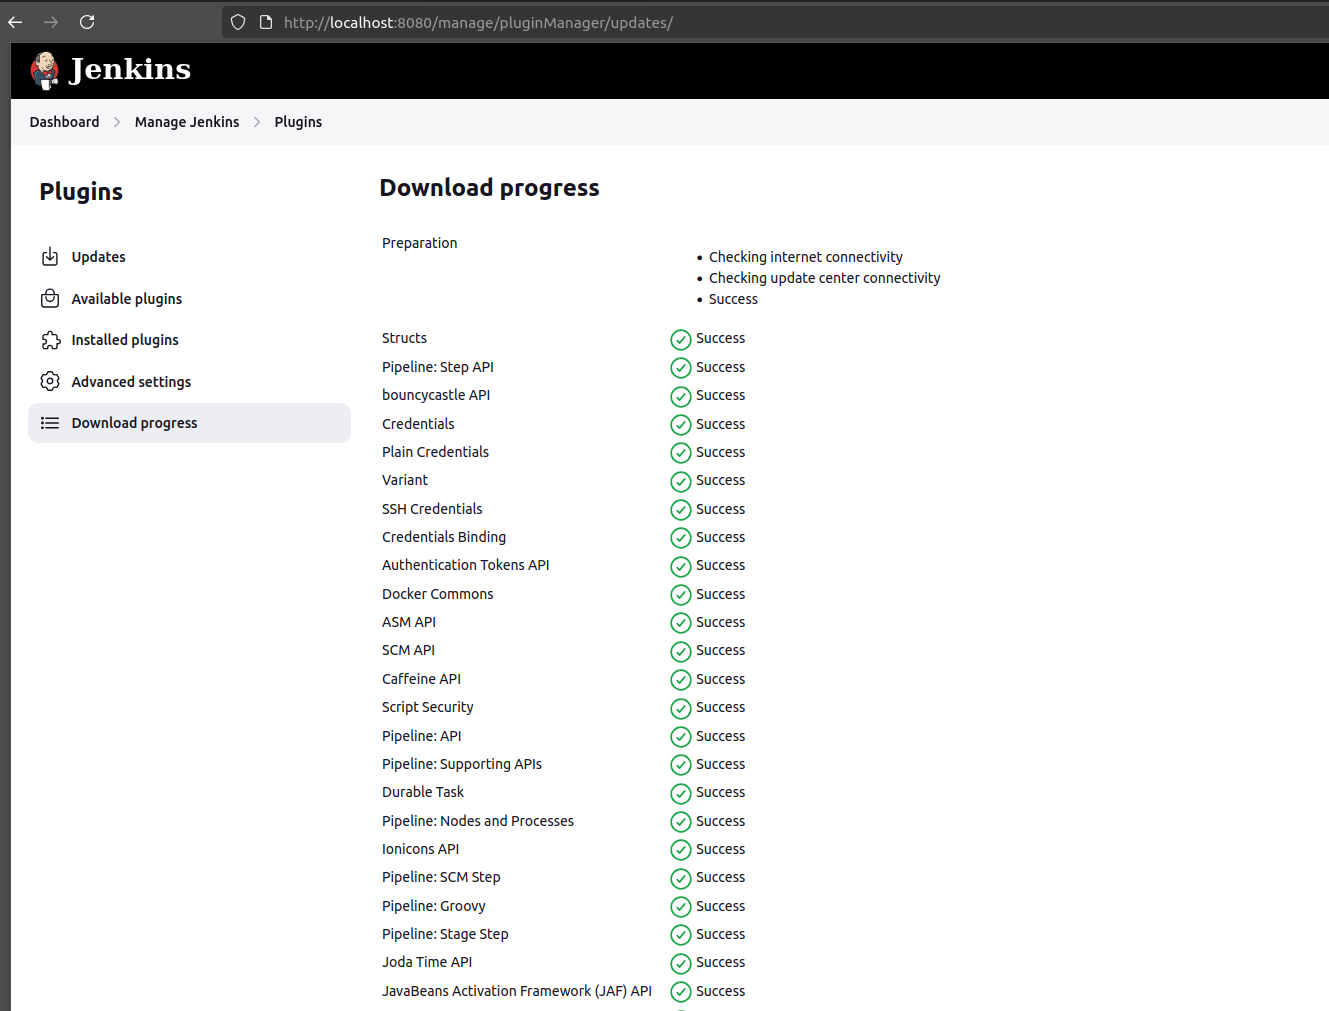 http://localhost:8080/manage/pluginManager/updates/
Jenkins
Dashboard
Manage Jenkins
Plugins
Plugins
Updates
Available plugins
Installed plugins
Advanced settings
Download progress
Download progress
Preparation
Checking internet connectivity
Checking update center connectivity
Success
Structs Success
Pipeline: Step API Success
bouncycastle API Success
Credentials Success
Plain Credentials Success
Variant Success
SSH Credentials Success
Credentials Binding Success
Authentication Tokens API Success
Docker Commons Success
ASM API Success
SCM API Success
Caffeine API Success
Script Security Success
Pipeline: API Success
Pipeline: Supporting APIs Success
Durable Task Success
Pipeline: Nodes and Processes Success
Ionicons API Success
Pipeline: SCM Step Success
Pipeline: Groovy Success
Pipeline: Stage Step Success
Joda Time API Success
JavaBeans Activation Framework (JAF) API Success